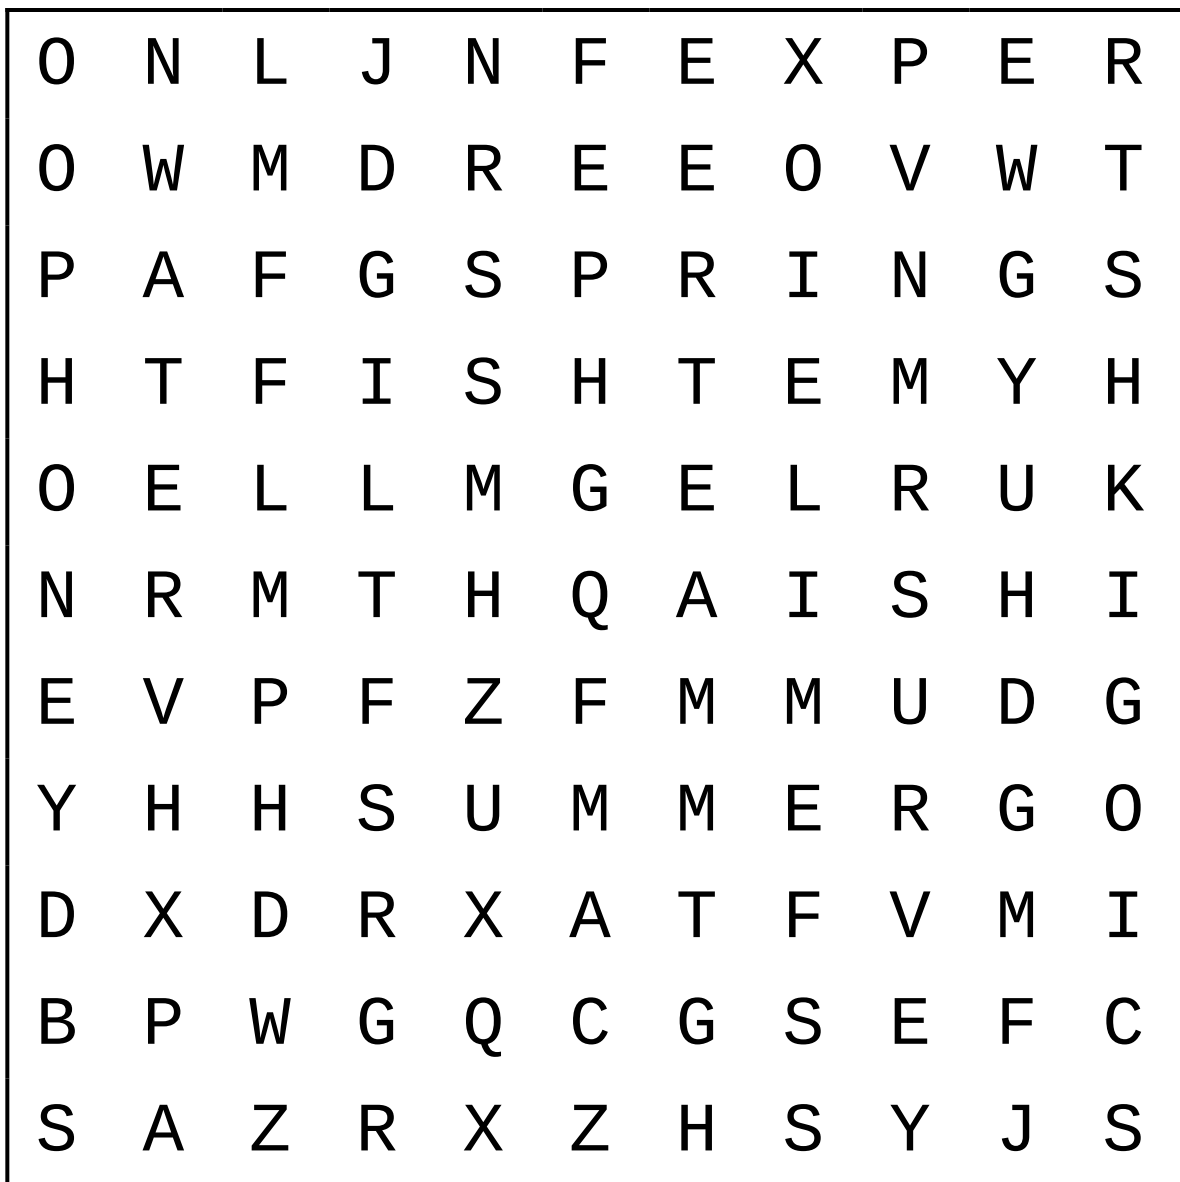 O N L J N F E X P E R
O W M D R E E O V W T
P A F G S P R I N G S
H T F I S H T E M Y H
O E L L M G E L R U K
N R M T H Q A I S H I
E V P F Z F M M U D G
Y H H S U M M E R G O
D X D R X A T F V M I
B P W G Q C G S E F C
S A Z R X Z H S Y J S